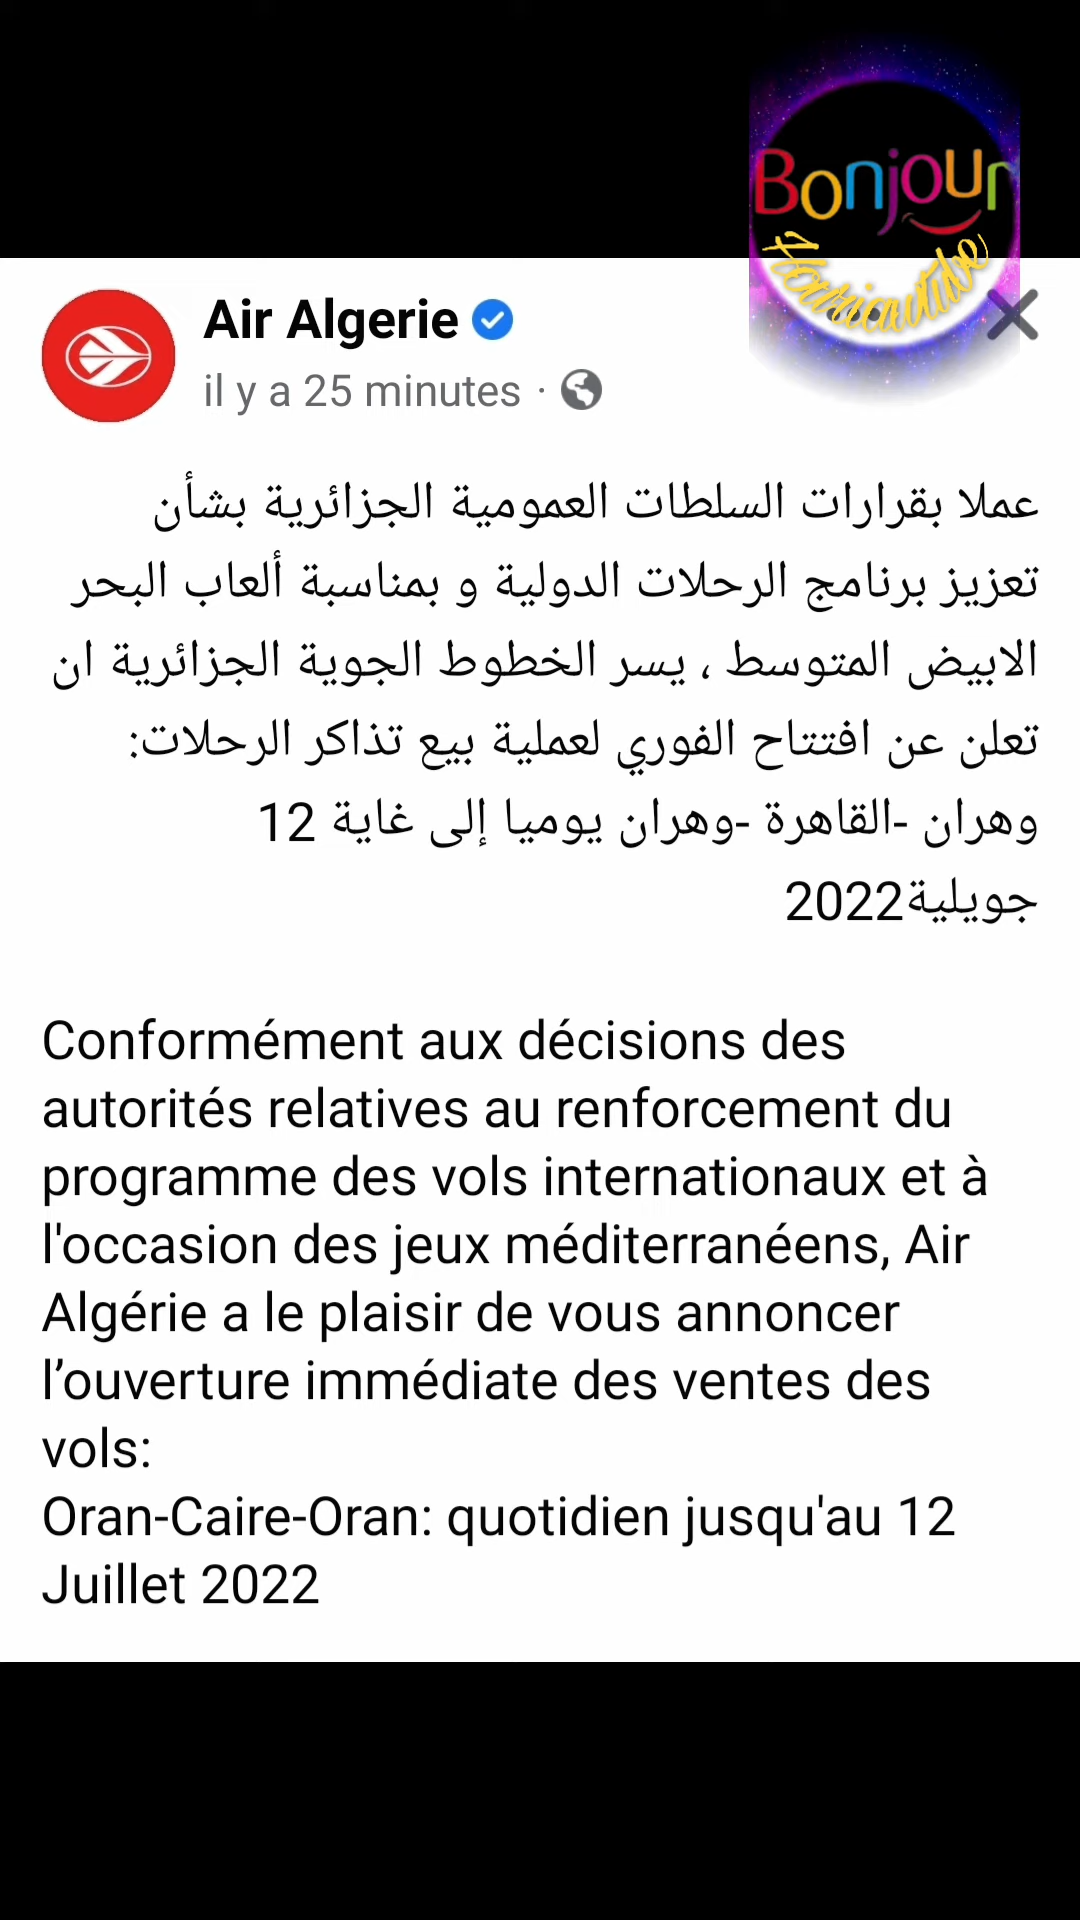 Bonjour
Air Algerie
il y a 25 minutes ·
عملا بقرارات السلطات العمومية الجزائرية بشأن
تعزيز برنامج الرحلات الدولية و بمناسبة ألعاب البحر
الابيض المتوسط ، يسر الخطوط الجوية الجزائرية ان
تعلن عن افتتاح الفوري لعملية بيع تذاكر الرحلات:
وهران -القاهرة -وهران يوميا إلى غاية 12
جويلية2022
Conformément aux décisions des
autorités relatives au renforcement du
programme des vols internationaux et à
l'occasion des jeux méditerranéens, Air
Algérie a le plaisir de vous annoncer
l’ouverture immédiate des ventes des
vols:
Oran-Caire-Oran: quotidien jusqu'au 12
Juillet 2022